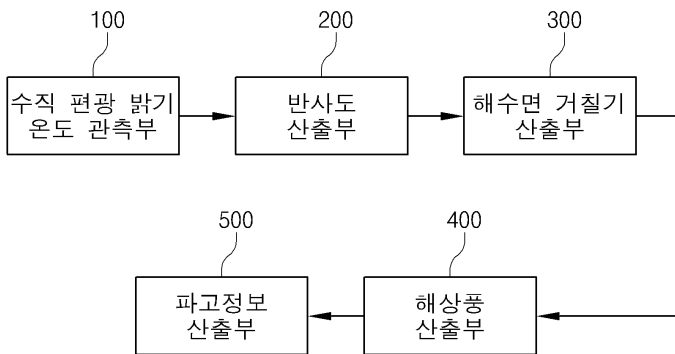 100
수직 편광 밝기
온도 관측부
200
반사도
산출부
300
해수면 거칠기
산출부
500
파고정보
산출부
400
해상풍
산출부